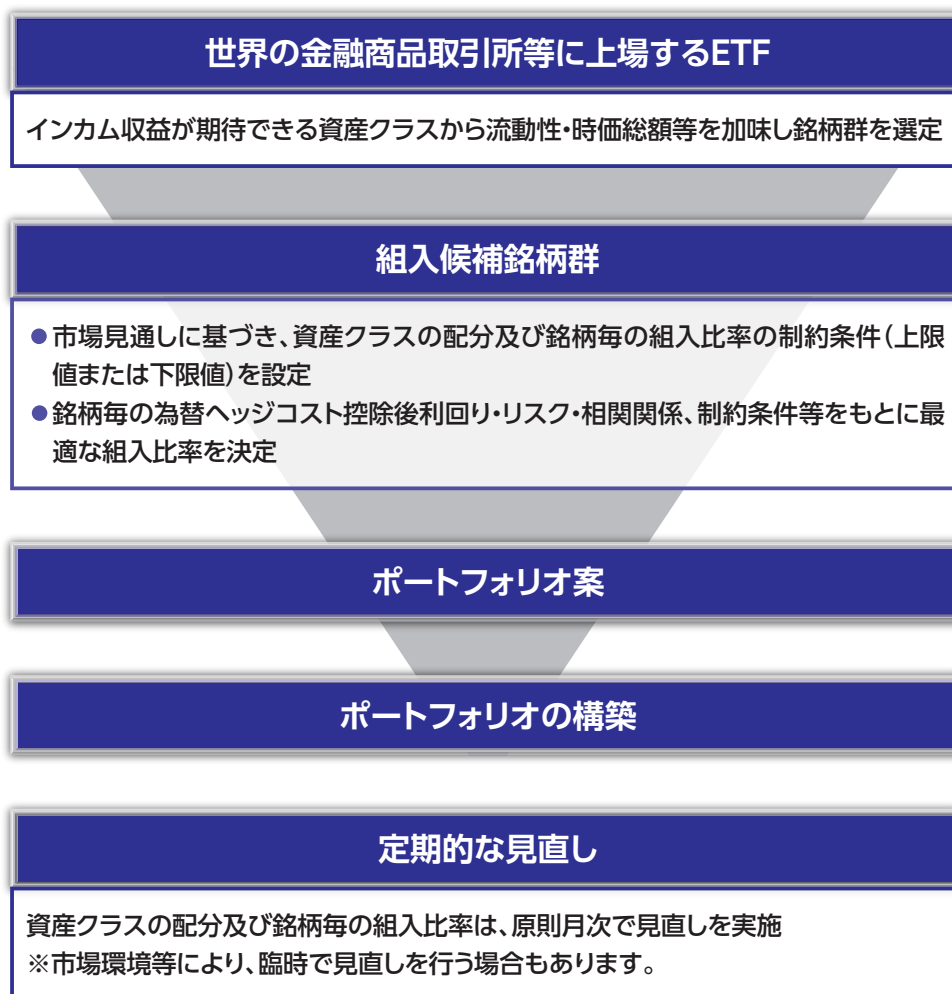 世界の金融商品取引所等に上場するETF
インカム収益が期待できる資産クラスから流動性・時価総額等を加味し銘柄群を選定
組入候補銘柄群
●市場見通しに基づき、資産クラスの配分及び銘柄毎の組入比率の制約条件(上限
値または下限値)を設定
●銘柄毎の為替ヘッジコスト控除後利回り・リスク・相関関係、制約条件等をもとに最
適な組入比率を決定
ポートフォリオ案
ポートフォリオの構築
定期的な見直し
資産クラスの配分及び銘柄毎の組入比率は、原則月次で見直しを実施
※市場環境等により、臨時で見直しを行う場合もあります。